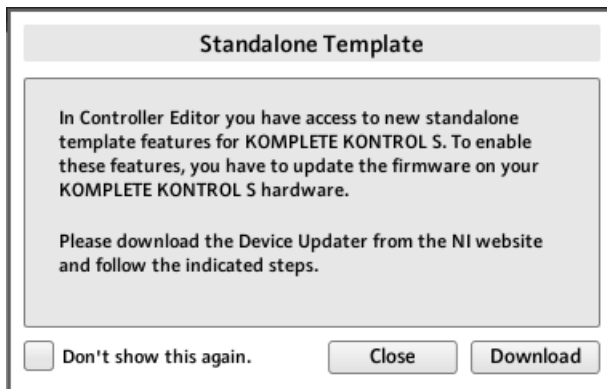 Standalone Template
In Controller Editor you have access to new standalone
template features for KOMPLETE KONTROL S. To enable
these features, you have to update the firmware on your
KOMPLETE KONTROL S hardware.
Please download the Device Updater from the NI website
and follow the indicated steps.
Don't show this again.
Close
Download